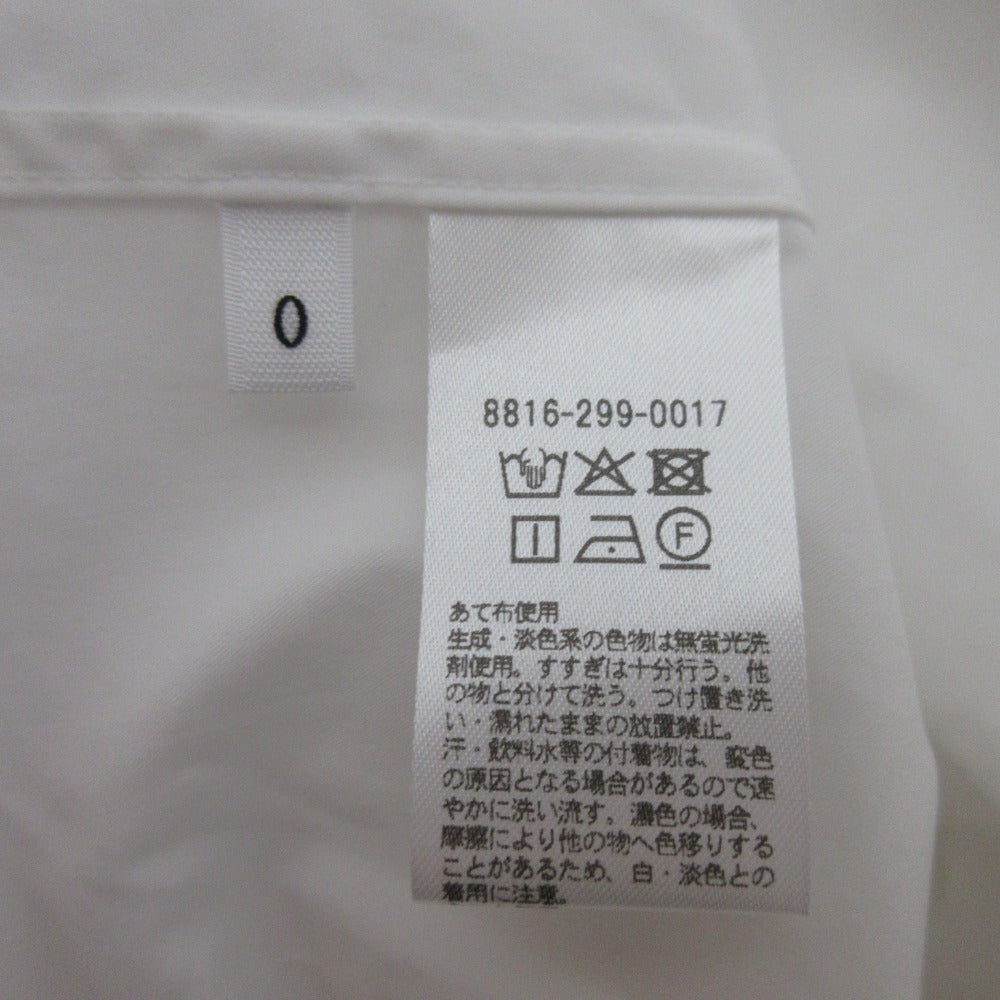 0
8816-299-0017
F
あて布使用
生成・淡色系の色物は無蛍光洗
剤使用。すすぎは十分行う。他
の物と分けて洗う。つけ置き洗
い・濡れたままの放置禁止。
汗・飲料水等の付着物は、変色
の原因となる場合があるので速
やかに洗い流す。濃色の場合、
摩擦により他の物へ色移りする
ことがあるため、白・淡色との
着用に注意。